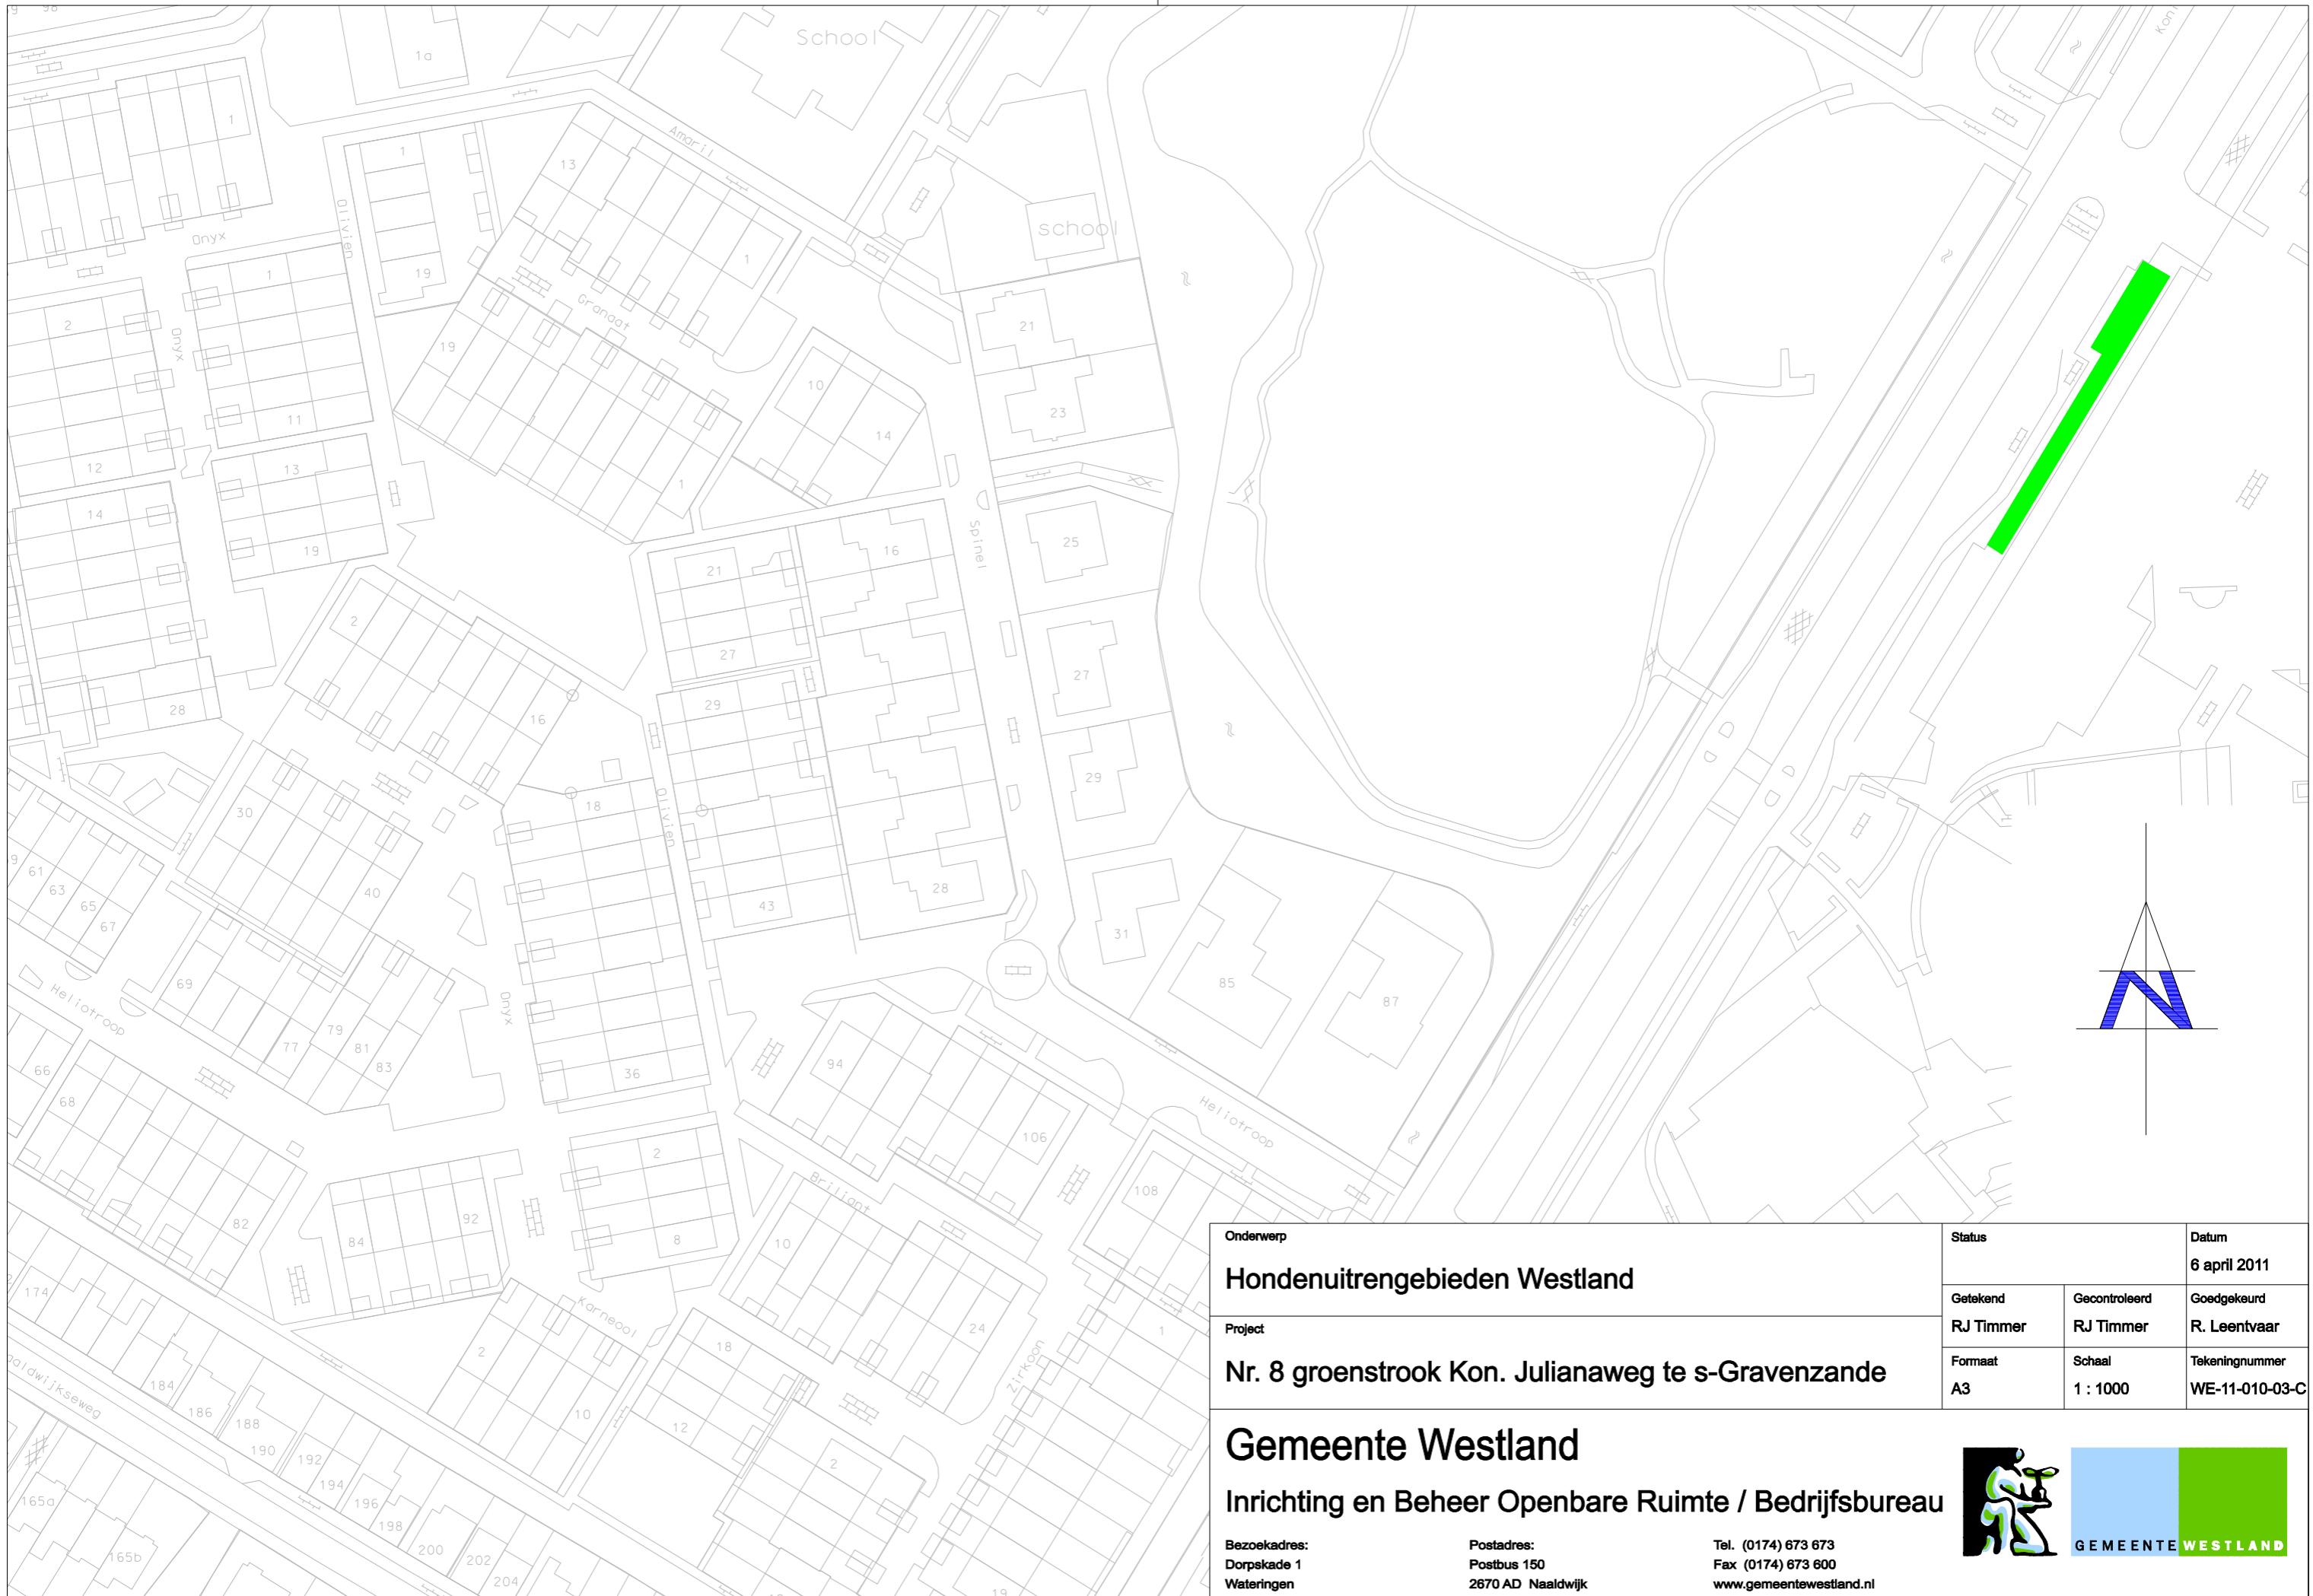 9 9B
1a
School
Kon
Amaril
1
13
1
Olivien
school
Onyx
1
19
1
2
Onyx
Granaat
21
19
10
23
11
14
12
13
1
14
19
Spinel
25
16
21
2
27
27
28
16
29
29
18
Olivien
30
61
63
65
67
40
28
43
31
69
85
87
Heliotroop
Onyx
79
77
81
83
66
94
36
68
Heliotroop
106
2
108
Briljant
82
84
92
8
10
174
Karneool
24
1
18
2
Zirkoon
184
aldwijkseweg
186
188
190
10
12
192
194
2
196
198
165a
200
202
204
165b
19
N
Onderwerp
Hondenuitrengebieden Westland
Status
Datum
6 april 2011
Getekend
RJ Timmer
Gecontroleerd
RJ Timmer
Goedgekeurd
R. Leentvaar
Project
Nr. 8 groenstrook Kon. Julianaweg te s-Gravenzande
Formaat
A3
Schaal
1 : 1000
Tekeningnummer
WE-11-010-03-C
Gemeente Westland
Inrichting en Beheer Openbare Ruimte / Bedrijfsbureau
Bezoekadres:
Dorpskade 1
Wateringen
Postadres:
Postbus 150
2670 AD Naaldwijk
Tel. (0174) 673 673
Fax (0174) 673 600
www.gemeentewestland.nl
GEMEENTE WESTLAND